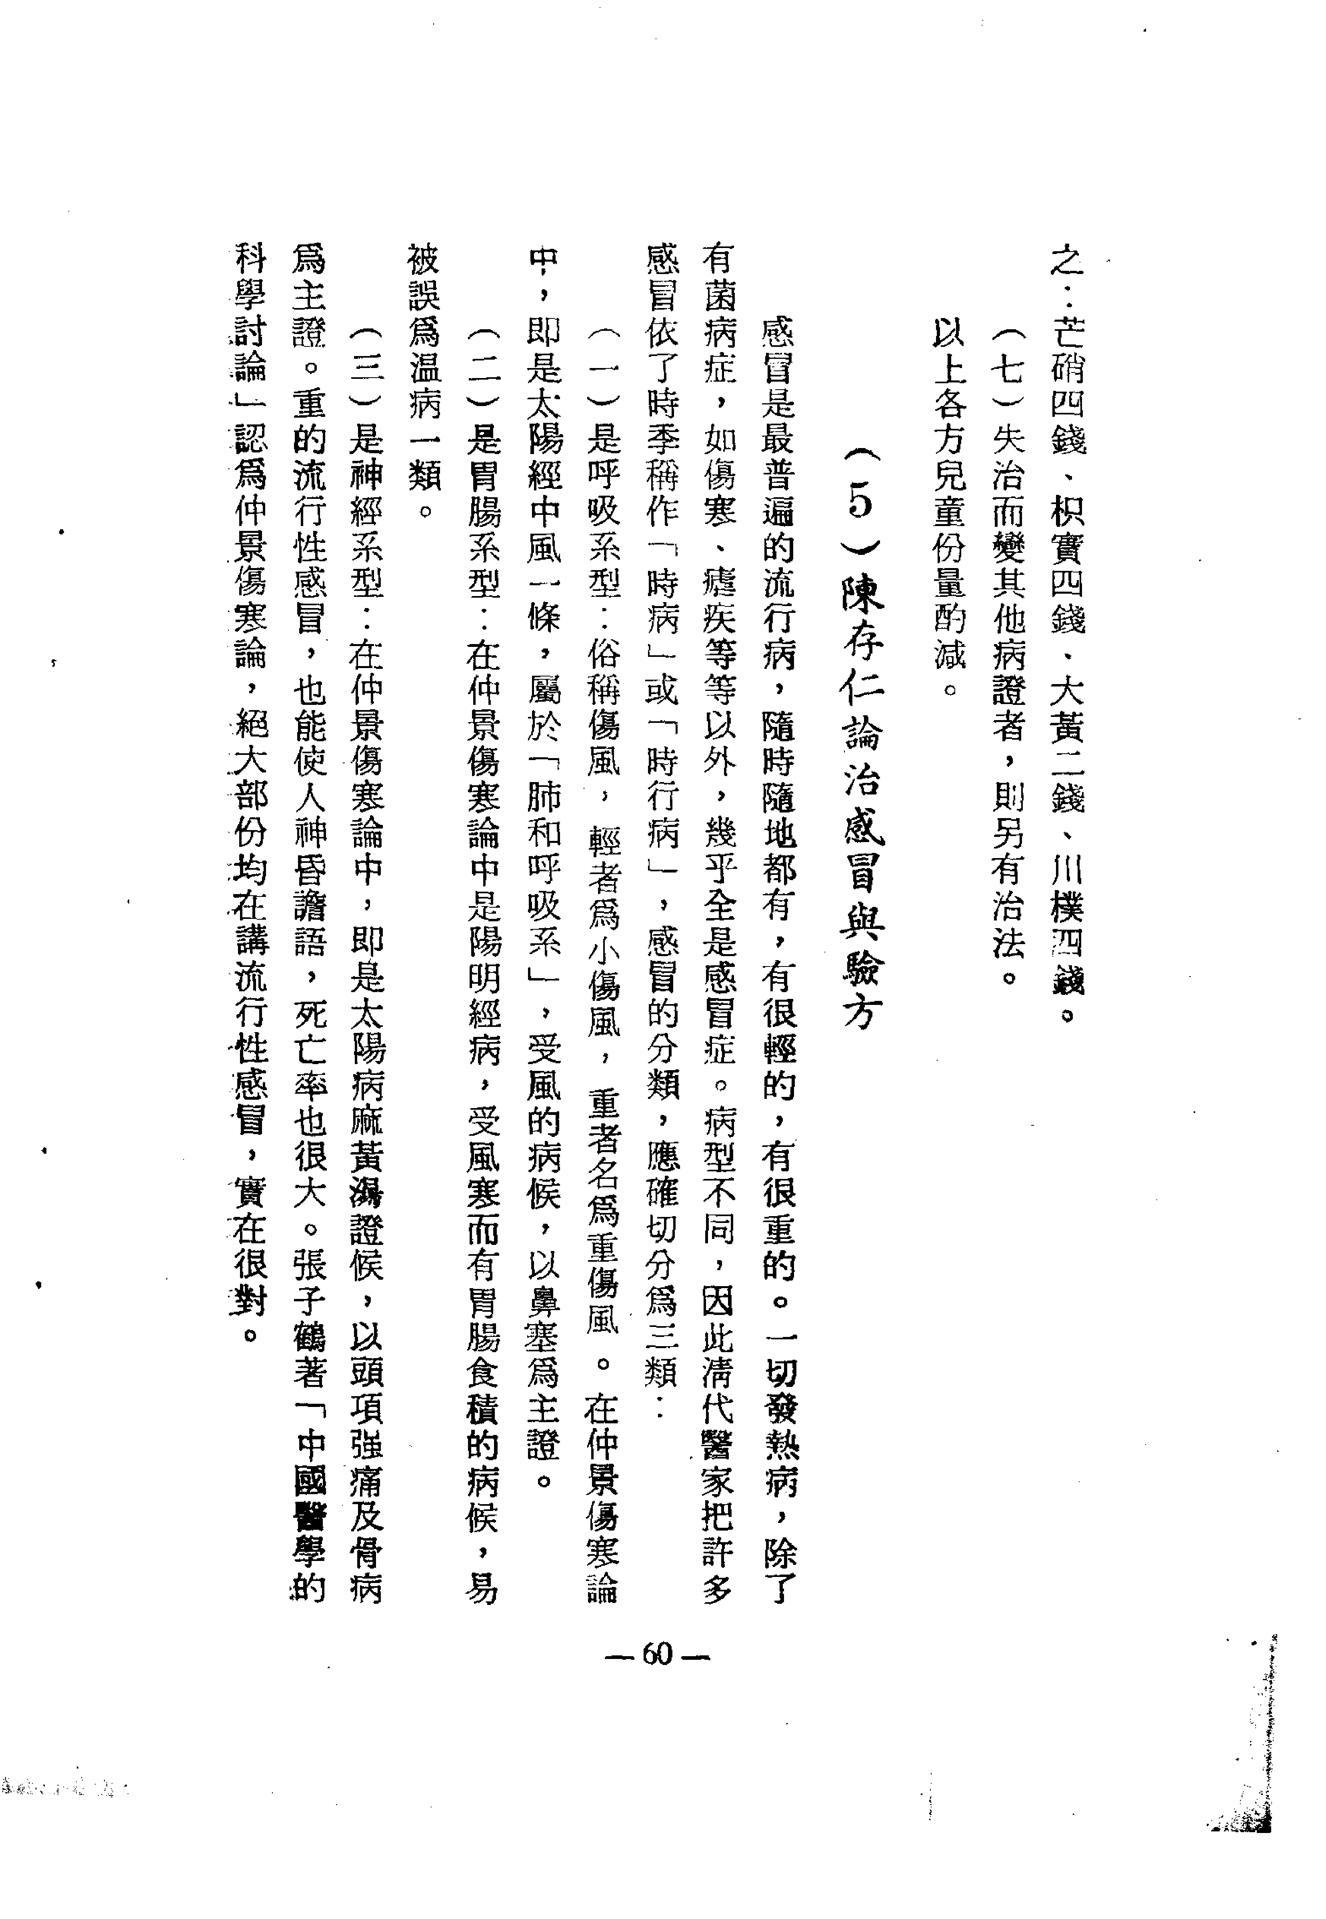 之：芒硝四錢、枳實四錢、大黃二錢、川樸四錢。
（七）失治而變其他病證者，則另有治法。
以上各方兒童份量酌減。
（5）陳存仁論治感冒與驗方
感冒是最普遍的流行病，隨時隨地都有，有很輕的，有很重的。一切發熱病，除了
有菌病症，如傷寒、瘧疾等等以外，幾乎全是感冒症。病型不同，因此淸代醫家把許多
感冒依了時季稱作「時病」或「時行病」，感冒的分類，應確切分爲三類：
（一）是呼吸系型：俗稱傷風，輕者爲小傷風，重者名爲重傷風。在仲景傷寒論
中，即是太陽經中風一條，屬於「肺和呼吸系」，受風的病候，以鼻塞爲主證。
（二）是胃腸系型：在仲景傷寒論中是陽明經病，受風寒而有胃腸食積的病候，易
被誤爲温病一類。
（三）是神經系型：在仲景傷寒論中，即是太陽病麻黃湯證候，以頭項强痛及骨病
爲主證。重的流行性感冒，也能使人神昏譫語，死亡率也很大。張子鶴著「中國醫學的
科學討論」認爲仲景傷寒論，絕大部份均在講流行性感冒，實在很對。
— 60 —